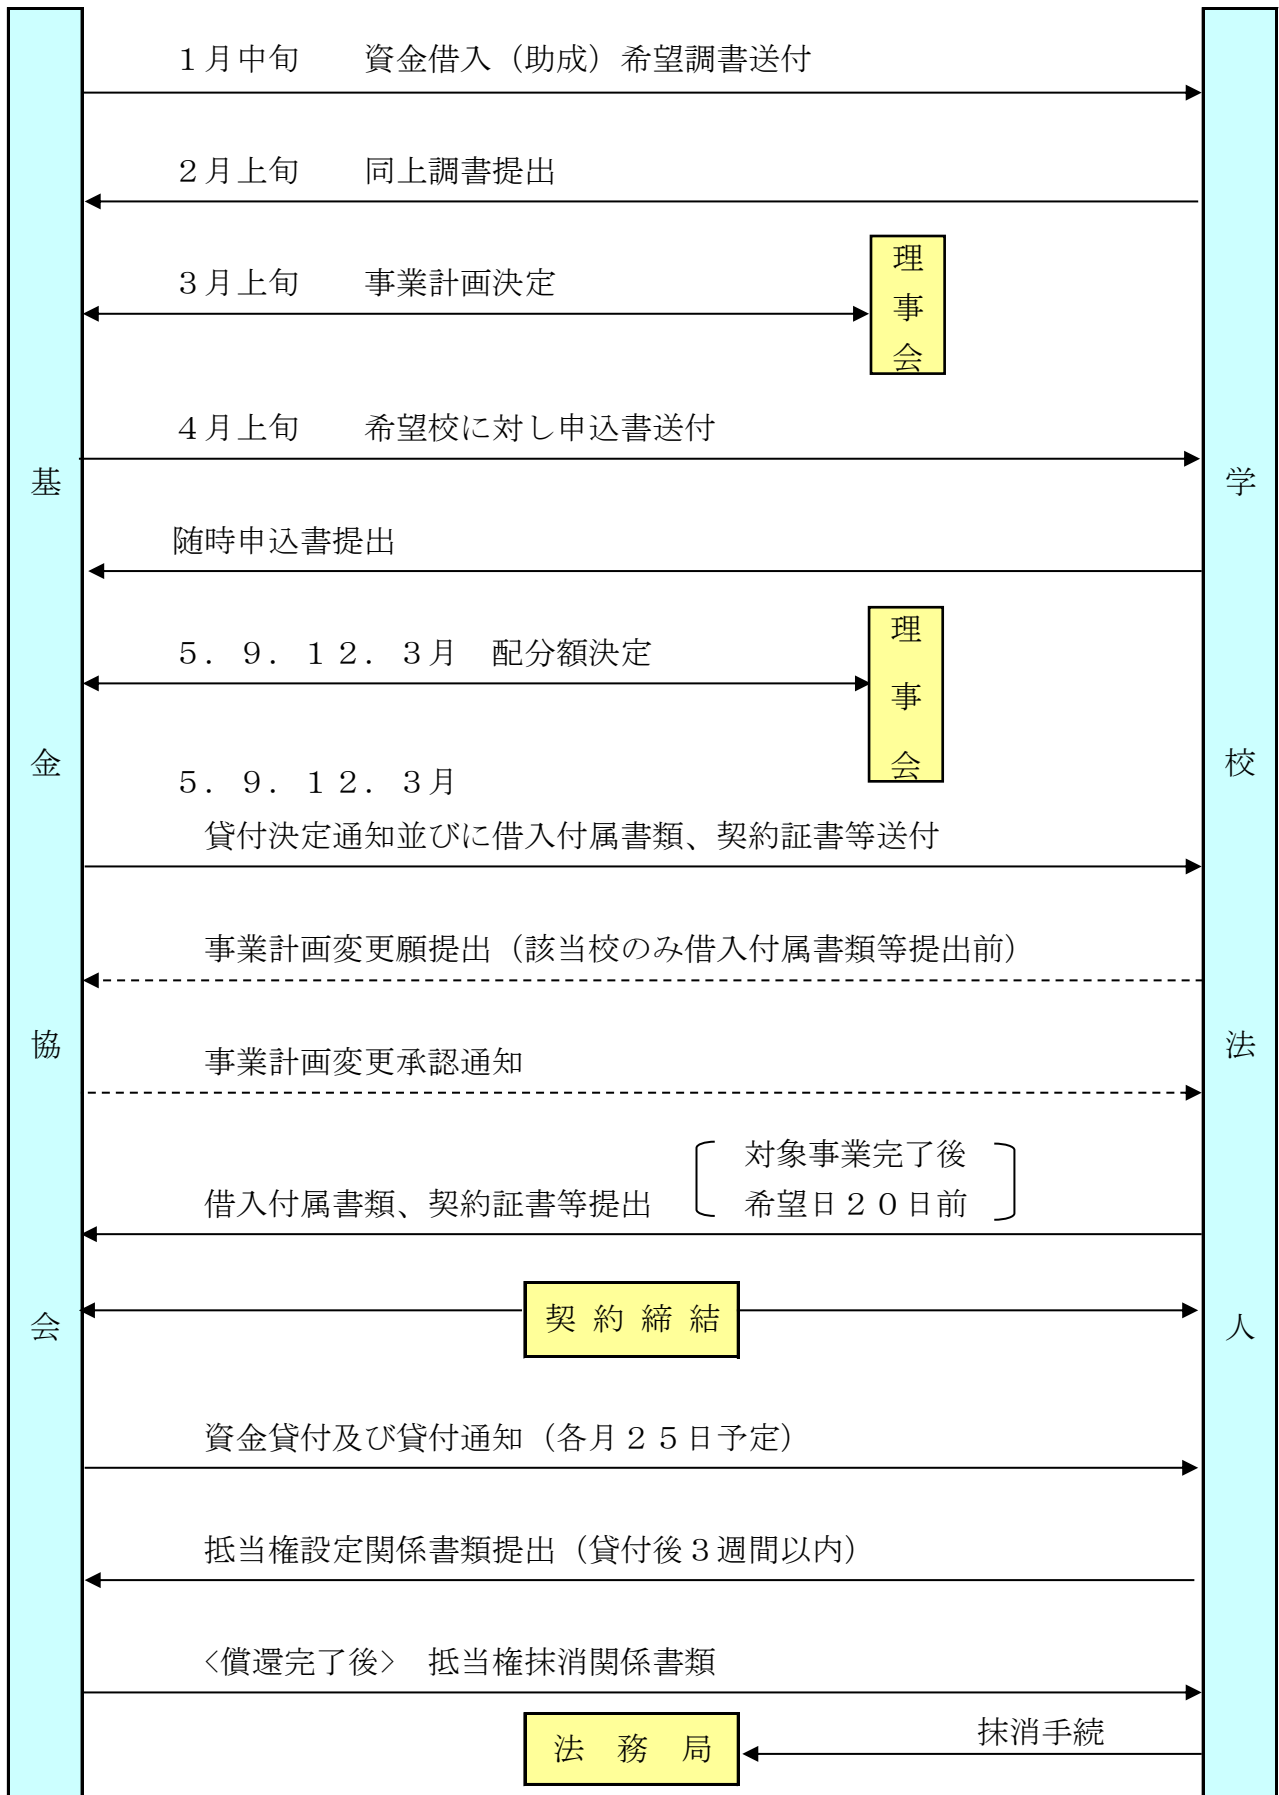 １月中旬　　資金借入（助成）希望調書送付
２月上旬　　同上調書提出
３月上旬　　事業計画決定
理事会
４月上旬　　希望校に対し申込書送付
随時申込書提出
５．９．１２．３月　配分額決定
理事会
５．９．１２．３月
貸付決定通知並びに借入付属書類、契約証書等送付
事業計画変更願提出（該当校のみ借入付属書類等提出前）
事業計画変更承認通知
対象事業完了後
希望日２０日前
借入付属書類、契約証書等提出
契約締結
資金貸付及び貸付通知（各月２５日予定）
抵当権設定関係書類提出（貸付後３週間以内）
<償還完了後>　抵当権抹消関係書類
抹消手続
法　務　局
基金協会
学校法人